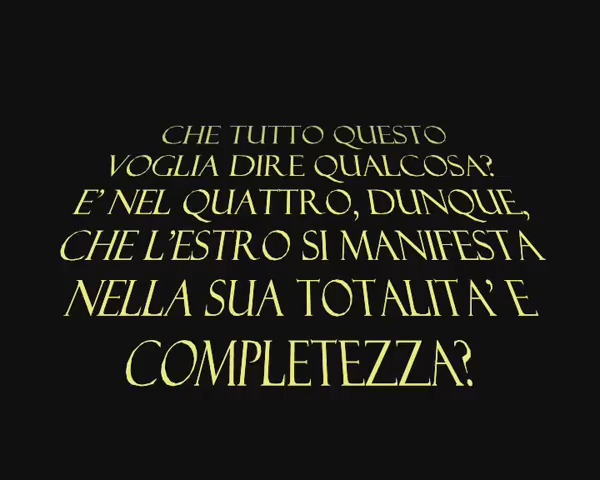 CHE TUTTO QUESTO
VOGLIA DIRE QUALCOSA?
E' NEL QUATTRO, DUNQUE,
CHE L'ESTRO SI MANIFESTA
NELLA SUA TOTALITA' E
COMPLETEZZA?